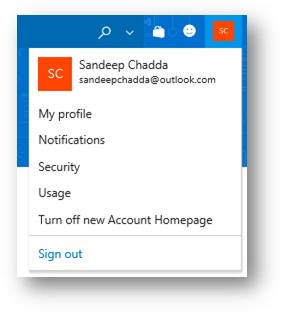 SC
SC
Sandeep Chadda
sandeepchadda@outlook.com
My profile
Notifications
Security
Usage
Turn off new Account Homepage
Sign out